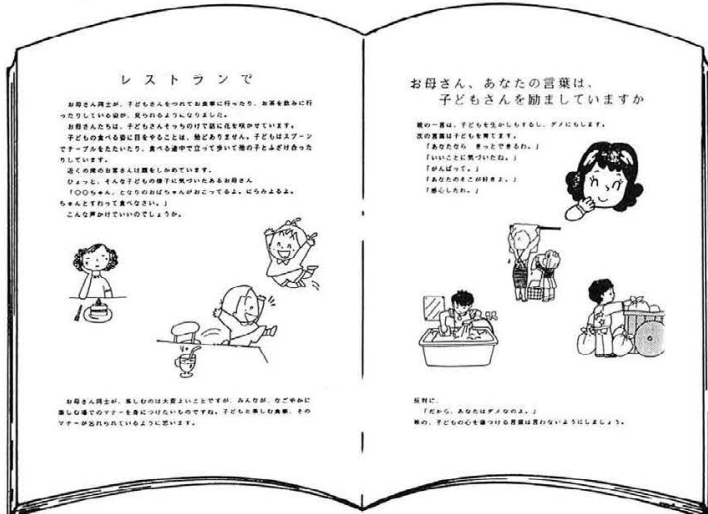 レストランで
お母さん同士が、子どもさんをつれてお食事に行ったり、お茶を飲みに行
ったりしている姿が、見られるようになりました。
お母さんたちは、子どもさんそっちのけで話に花を咲かせています。
子どもの食べる姿に目をやることは、殆どありません。子どもはスプーン
でテーブルをたたいたり、食べる途中で立って歩いて他の子とふざけ合った
りしています。
近くの席のお客さんは顔をしかめています。
ひょっと、そんな子どもの様子に気づいたあるお母さん、
「〇〇ちゃん、となりのおばちゃんがおこってるよ。にらみよるよ。
ちゃんとすわって食べなさい。」
こんな声かけでいいのでしょうか。
お母さん同士が、楽しむのは大変よいことですが、みんなが、なごやかに
楽しむ場でのマナーを身につけたいものですね。子どもと楽しむ食事、その
マナーが忘れられているように思います。
お母さん、あなたの言葉は、
子どもさんを励ましていますか
親の一言は、子どもを生かしもするし、ダメにもします。
次の言葉は子どもを育てます。
「あなたなら きっとできるわ。」
「いいことに気づいたね。」
「がんばって。」
「あなたのそこが好きよ。」
「感心したわ。」
反対に、
「だから、あなたはダメなのよ。」
等の、子どもの心を傷つける言葉は言わないようにしましょう。